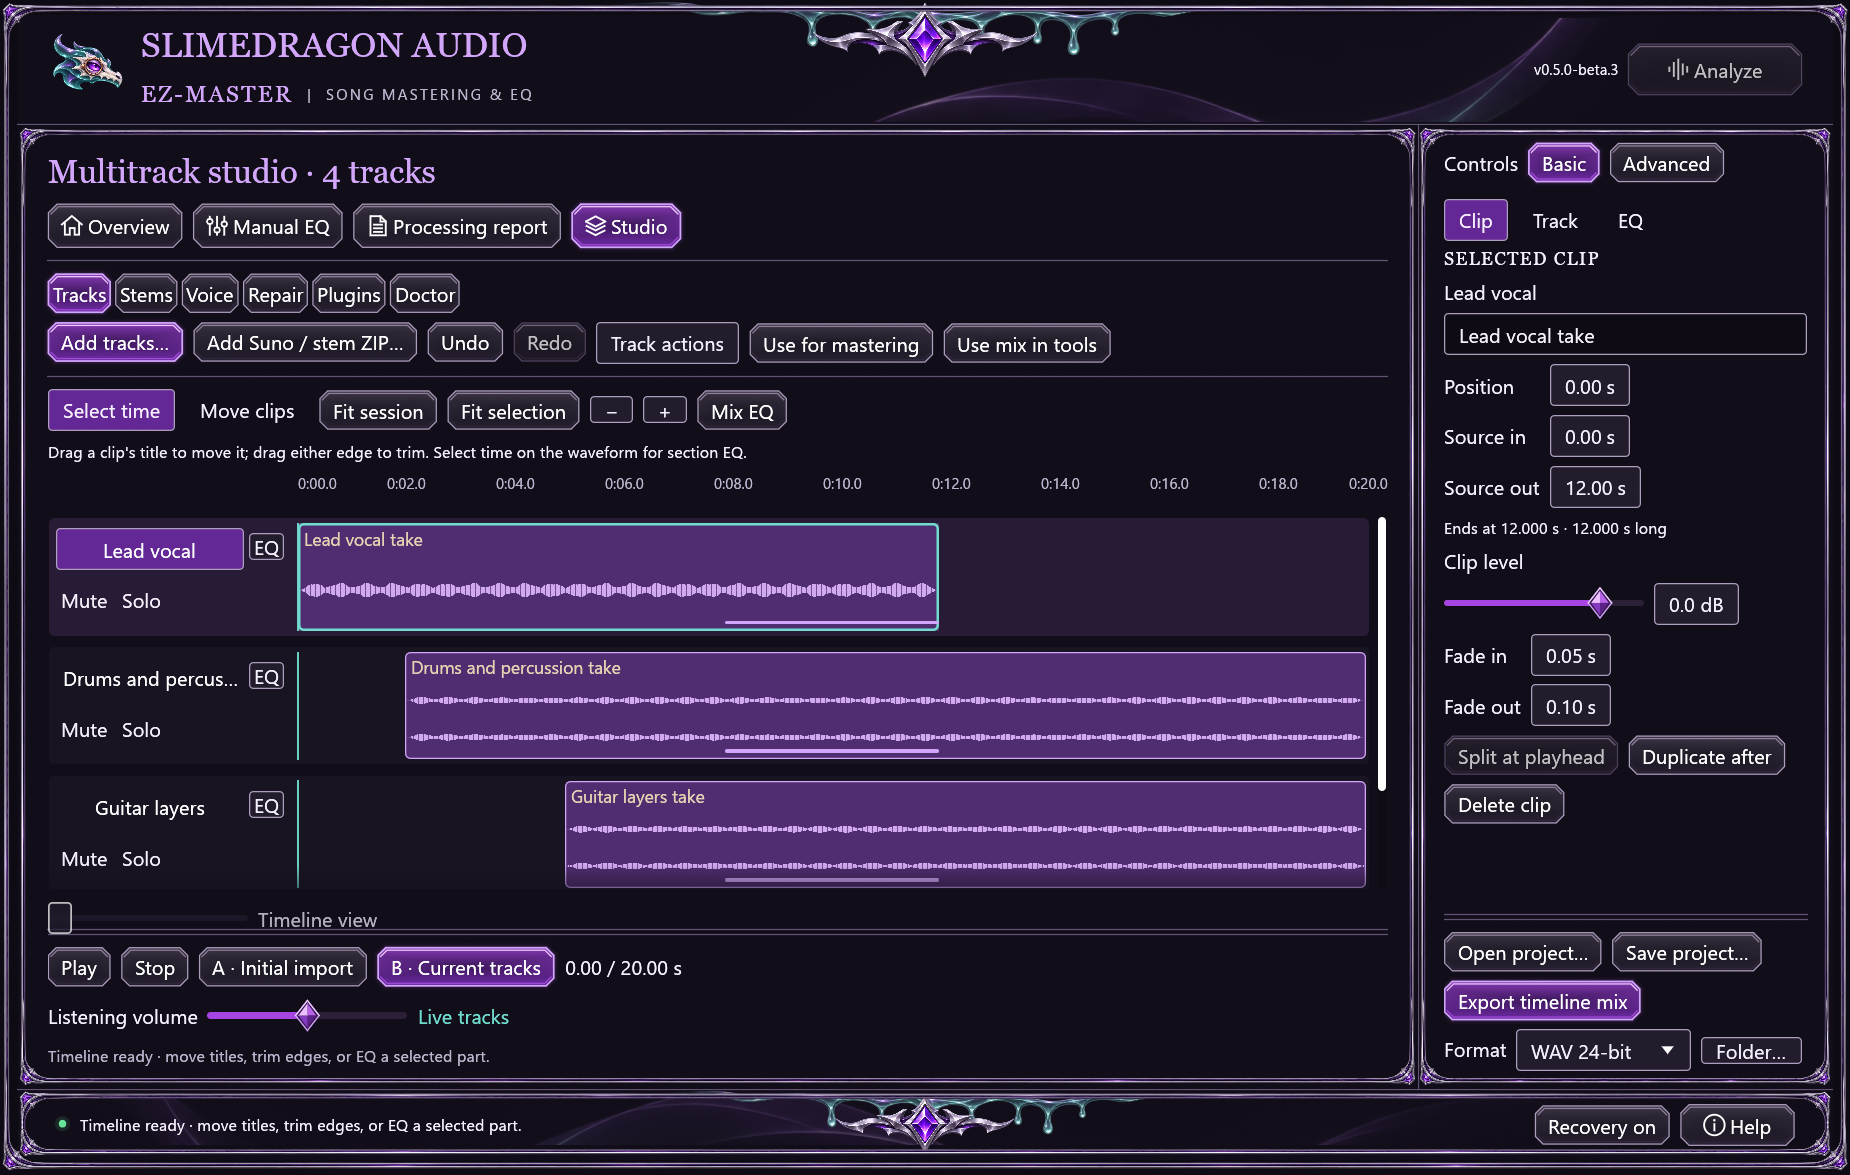 SLIMEDRAGON AUDIO
EZ-MASTER | SONG MASTERING & EQ
v0.5.0-beta.3
Analyze
Multitrack studio · 4 tracks
Overview
Manual EQ
Processing report
Studio
Tracks
Stems
Voice
Repair
Plugins
Doctor
Add tracks...
Add Suno / stem ZIP...
Undo
Redo
Track actions
Use for mastering
Use mix in tools
Select time
Move clips
Fit session
Fit selection
−
+
Mix EQ
Drag a clip's title to move it; drag either edge to trim. Select time on the waveform for section EQ.
0:00.0 0:02.0 0:04.0 0:06.0 0:08.0 0:10.0 0:12.0 0:14.0 0:16.0 0:18.0 0:20.0
Lead vocal
EQ
Mute Solo
Lead vocal take
Drums and percus...
EQ
Mute Solo
Drums and percussion take
Guitar layers
EQ
Mute Solo
Guitar layers take
Timeline view
Play
Stop
A · Initial import
B · Current tracks
0.00 / 20.00 s
Listening volume
Live tracks
Timeline ready · move titles, trim edges, or EQ a selected part.
Controls
Basic
Advanced
Clip
Track
EQ
SELECTED CLIP
Lead vocal
Lead vocal take
Position 0.00 s
Source in 0.00 s
Source out 12.00 s
Ends at 12.000 s · 12.000 s long
Clip level
0.0 dB
Fade in 0.05 s
Fade out 0.10 s
Split at playhead
Duplicate after
Delete clip
Open project...
Save project...
Export timeline mix
Format WAV 24-bit
Folder...
Timeline ready · move titles, trim edges, or EQ a selected part.
Recovery on
Help